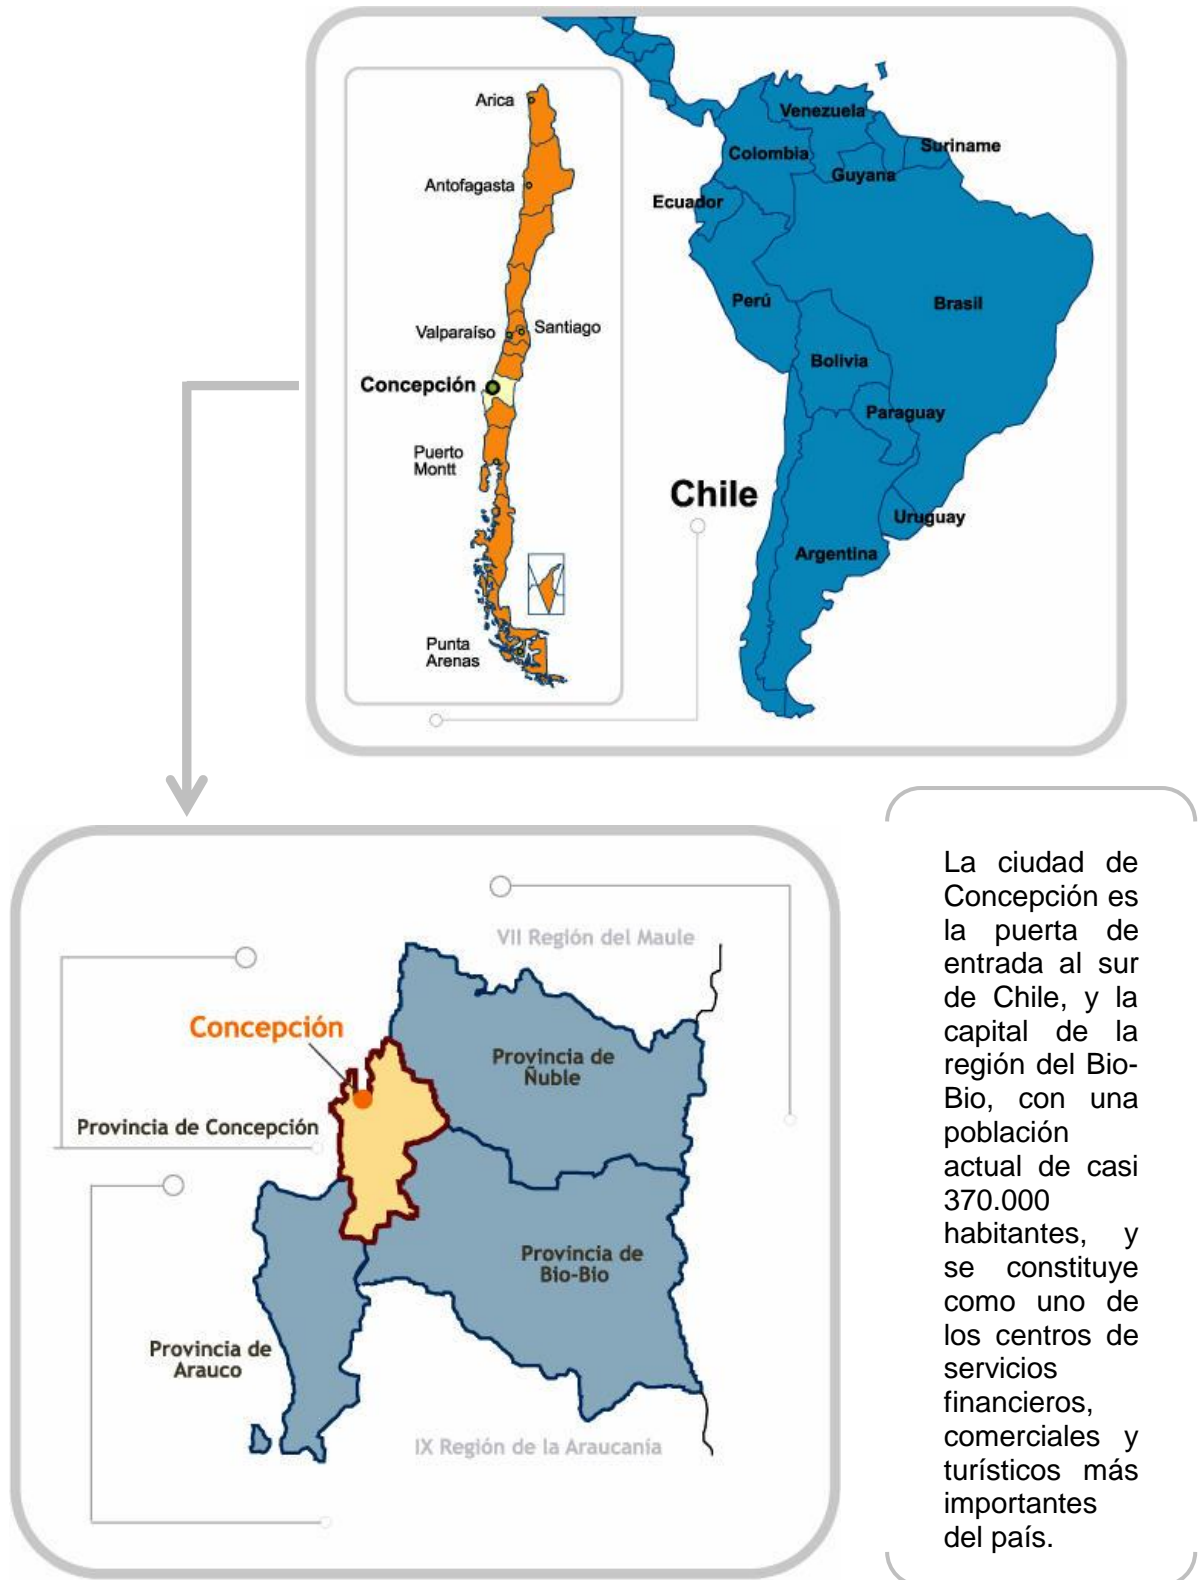 Arica
Antofagasta
Valparaíso
Santiago
Concepción
Puerto
Montt
Punta
Arenas
Chile
Venezuela
Colombia
Suriname
Guyana
Ecuador
Perú
Brasil
Bolivia
Paraguay
Uruguay
Argentina
VII Región del Maule
Concepción
Provincia de
Ñuble
Provincia de Concepción
Provincia de
Bio-Bio
Provincia de
Arauco
IX Región de la Araucanía
La ciudad de
Concepción es
la puerta de
entrada al sur
de Chile, y la
capital de la
región del Bio-
Bio, con una
población
actual de casi
370.000
habitantes, y
se constituye
como uno de
los centros de
servicios
financieros,
comerciales y
turísticos más
importantes
del país.